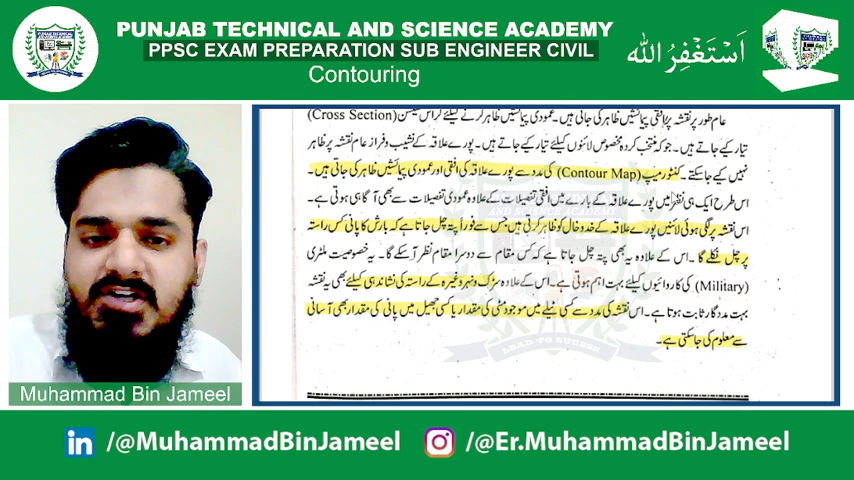 PUNJAB TECHNICAL AND SCIENCE ACADEMY
PPSC EXAM PREPARATION SUB ENGINEER CIVIL
Contouring
اَسْتَغْفِرُ اللّٰه
عام طور پر نقشہ پر افقی پیمائشیں ظاہر کی جاتی ہیں۔ عمودی پیمائشیں ظاہر کرنے کیلئے کراس سیکشن (Cross Section)
تیار کیے جاتے ہیں۔ جو کہ منتخب کردہ مخصوص لائنوں کیلئے تیار کیے جاتے ہیں۔ پورے علاقہ کے نشیب و فراز عام نقشہ پر ظاہر
نہیں کیے جاسکتے۔ کنٹور میپ (Contour Map) کی مدد سے پورے علاقہ کی افقی اور عمودی پیمائشیں ظاہر کی جاتی ہیں۔
اس طرح ایک ہی نظر میں پورے علاقہ کے بارے میں افقی تفصیلات کے علاوہ عمودی تفصیلات سے بھی آگاہی ہوتی ہے۔
اس نقشہ پر لگی ہوئی لائنیں پورے علاقہ کے خدوخال کو ظاہر کرتی ہیں جس سے فوراً پتہ چل جاتا ہے کہ بارش کا پانی کس راستہ
پر چل نکلے گا۔ اس کے علاوہ یہ بھی پتہ چل جاتا ہے کہ کس مقام سے دوسرا مقام نظر آسکے گا۔ یہ خصوصیت ملٹری
(Military) کی کاروائیوں کیلئے بہت اہم ہوتی ہے۔ اس کے علاوہ سڑک و نہر وغیرہ کے راستہ کی نشاندہی کیلئے بھی یہ نقشہ
بہت مددگار ثابت ہوتا ہے۔ اس نقشہ کی مدد سے کسی ٹیلے میں موجود مٹی کی مقدار یا کسی جھیل میں پانی کی مقدار بھی آسانی
سے معلوم کی جاسکتی ہے۔
LEAD TO SUCCESS
Muhammad Bin Jameel
in /@MuhammadBinJameel
/@Er.MuhammadBinJameel